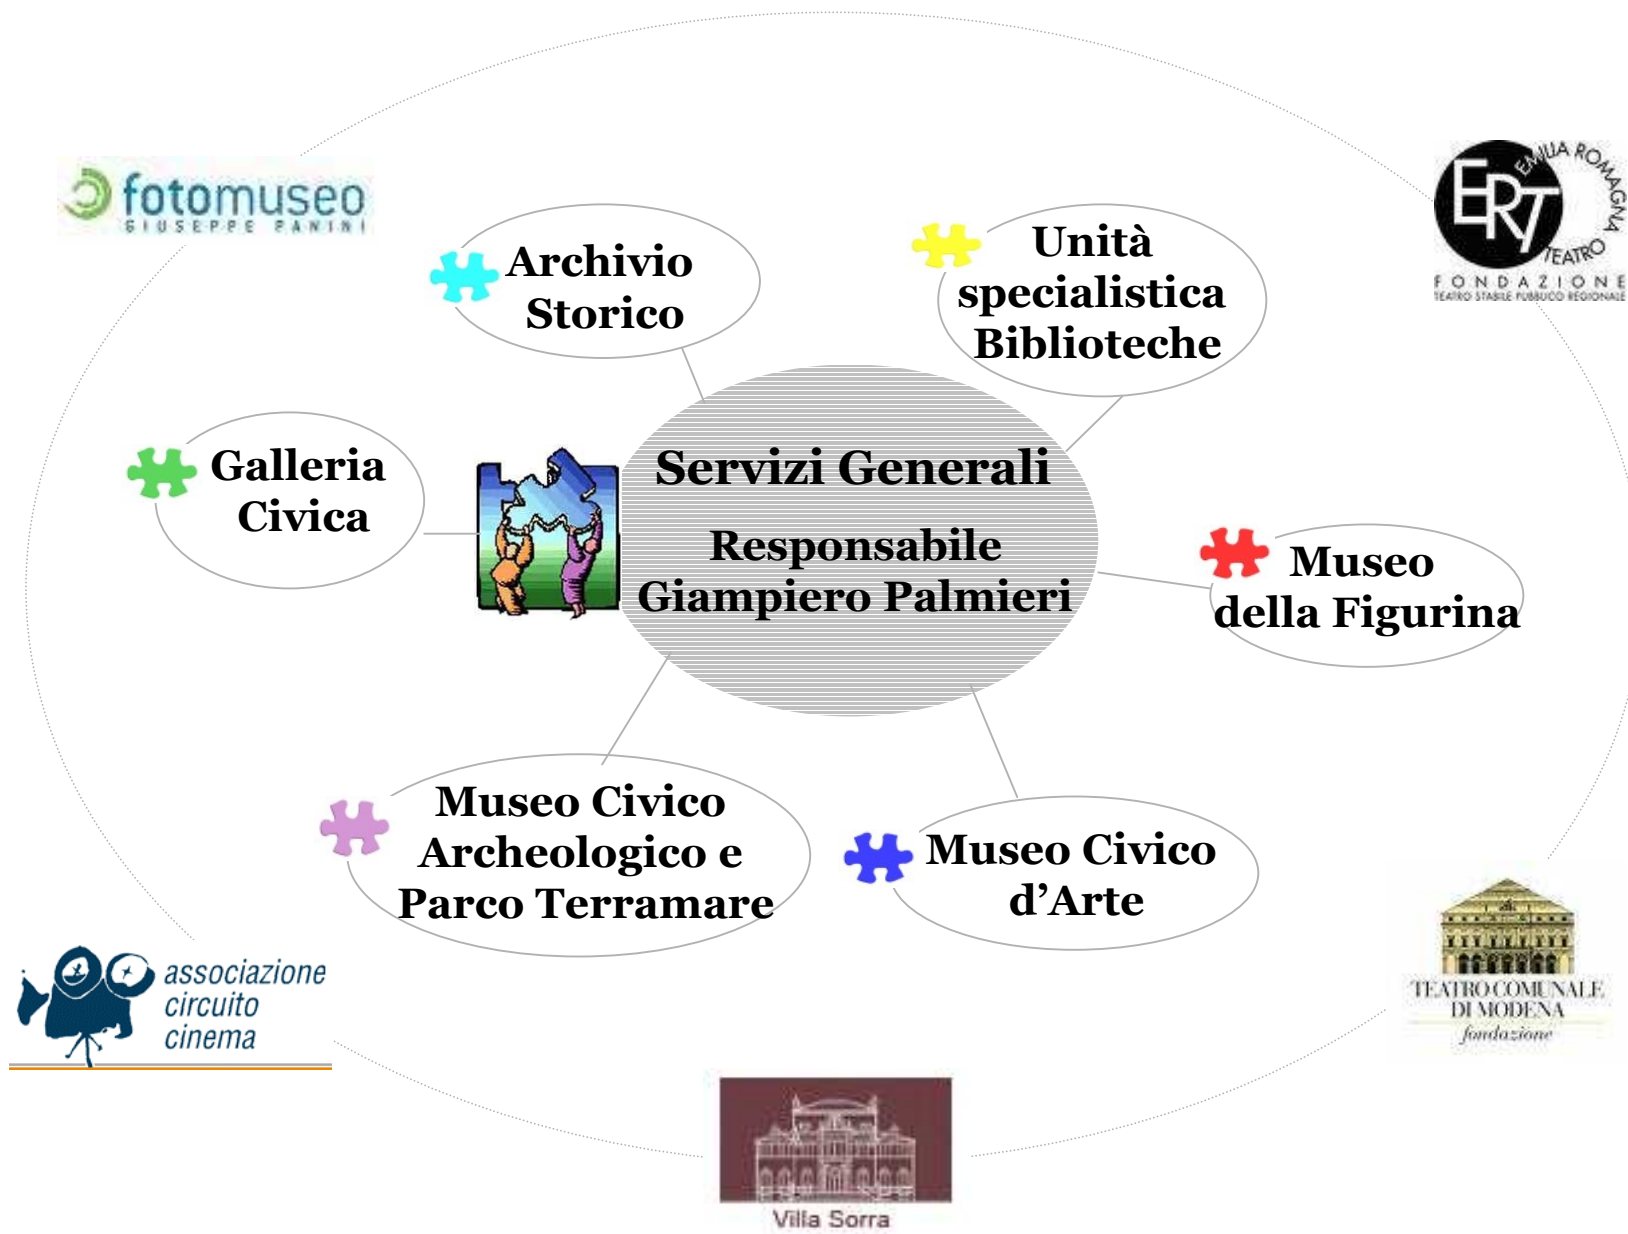 fotomuseo
GIUSEPPE PANINI
ERT
EMILIA ROMAGNA TEATRO
FONDAZIONE
TEATRO STABILE PUBBLICO REGIONALE
Archivio
Storico
Unità
specialistica
Biblioteche
Galleria
Civica
Servizi Generali
Responsabile
Giampiero Palmieri
Museo
della Figurina
Museo Civico
Archeologico e
Parco Terramare
Museo Civico
d’Arte
associazione
circuito
cinema
TEATRO COMUNALE
DI MODENA
fondazione
Villa Sorra